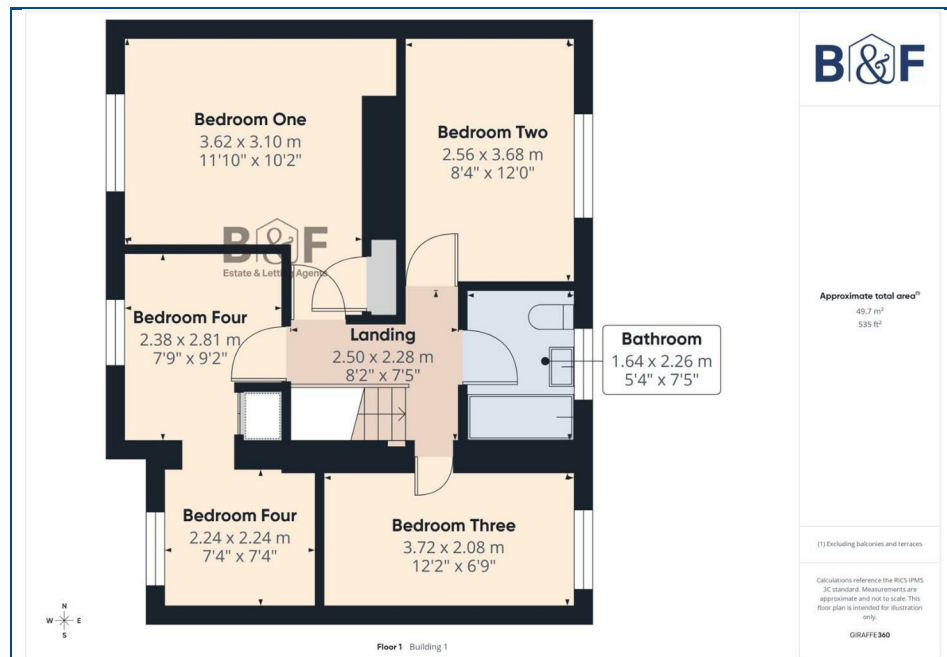 Bedroom One
3.62 x 3.10 m
11'10" x 10'2"
Bedroom Two
2.56 x 3.68 m
8'4" x 12'0"
B&F
Estate & Letting Agents
Bedroom Four
2.38 x 2.81 m
7'9" x 9'2"
Landing
2.50 x 2.28 m
8'2" x 7'5"
Bathroom
1.64 x 2.26 m
5'4" x 7'5"
Bedroom Four
2.24 x 2.24 m
7'4" x 7'4"
Bedroom Three
3.72 x 2.08 m
12'2" x 6'9"
N
W E
S
Floor 1 Building 1
B&F
Approximate total area(1)
49.7 m²
535 ft²
(1) Excluding balconies and terraces
Calculations reference the RICS IPMS
3C standard. Measurements are
approximate and not to scale. This
floor plan is intended for illustration
only.
GIRAFFE360